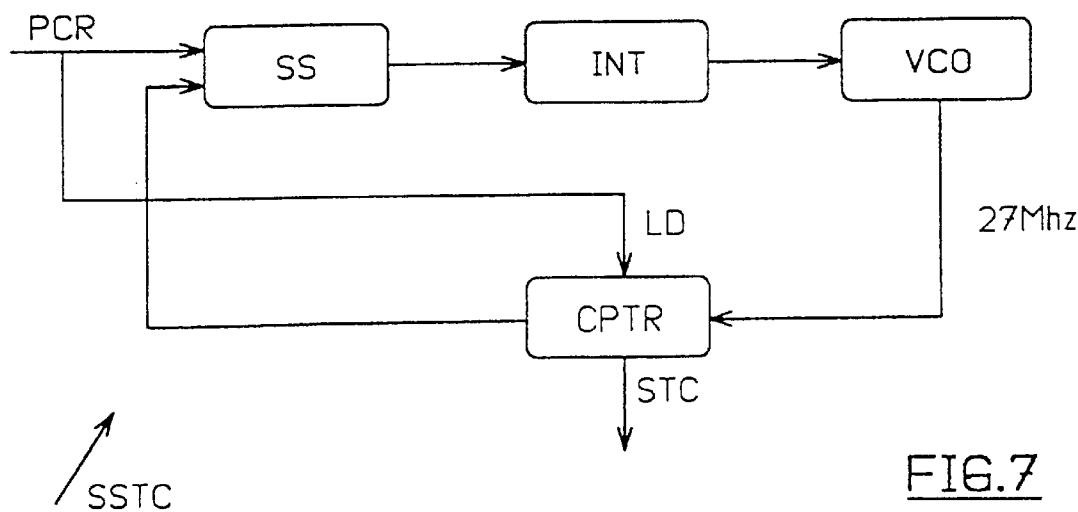 PCR
SS
INT
VCO
LD
27Mhz
CPTR
STC
SSTC
FIG.7